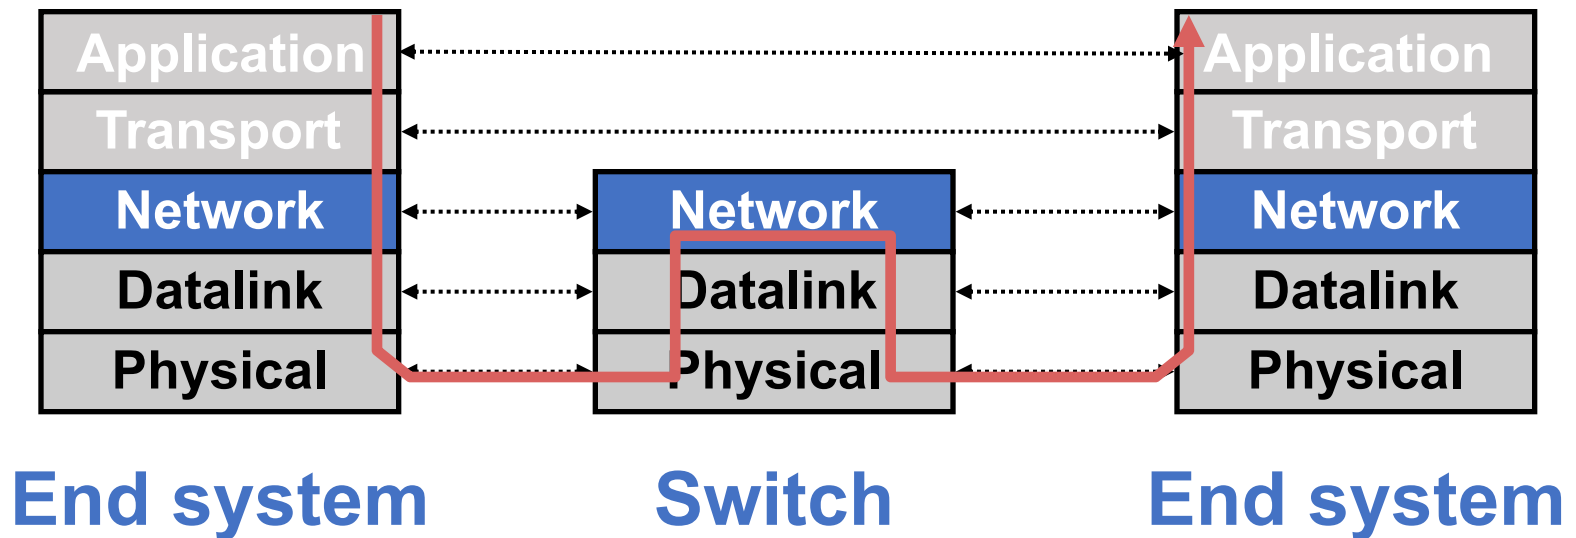 Application
Transport
Network
Datalink
Physical
End system
Network
Datalink
Physical
Switch
Application
Transport
Network
Datalink
Physical
End system